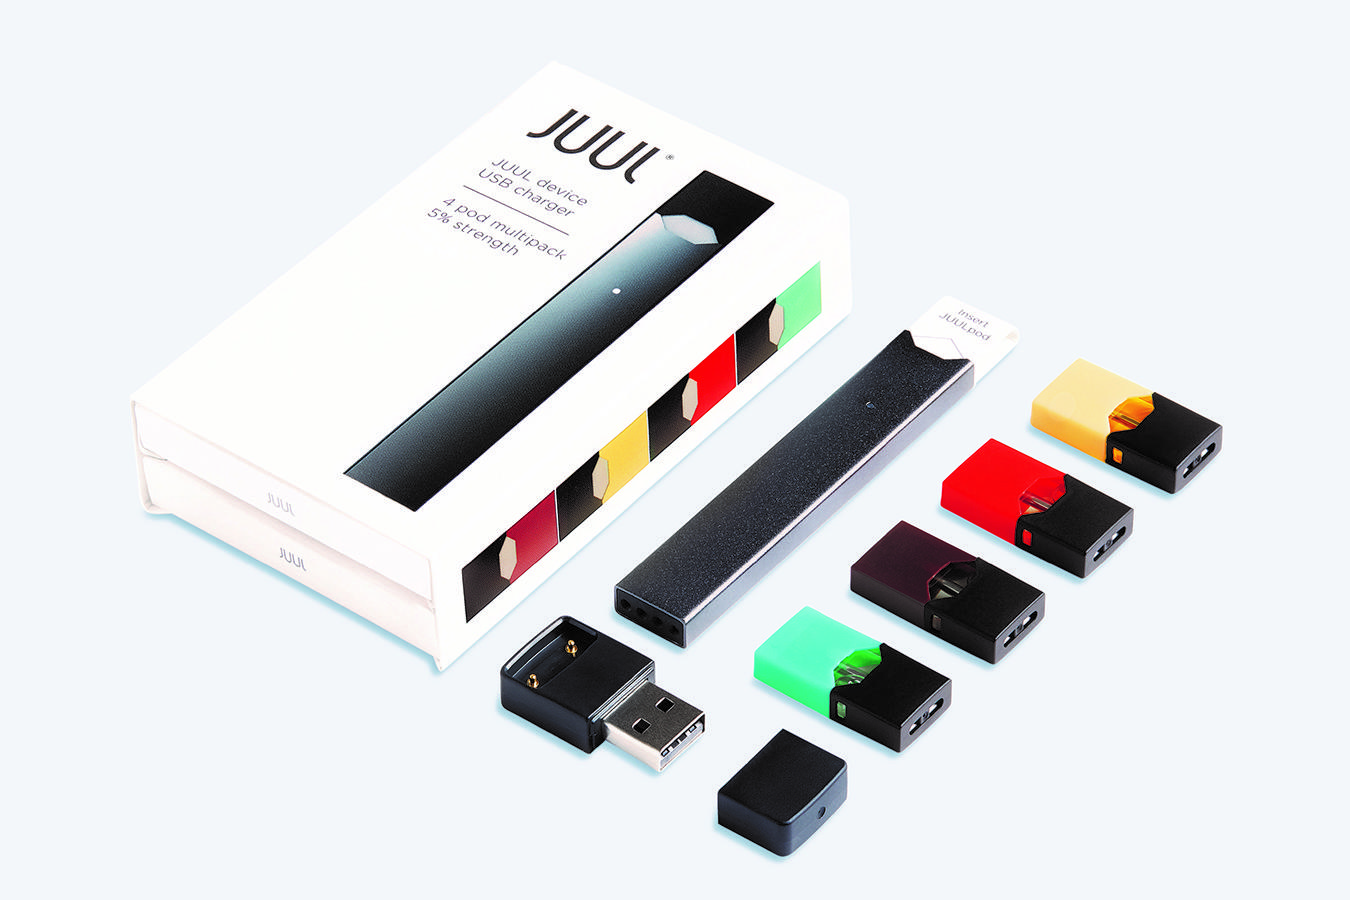 JUUL®
JUUL device
USB charger
4 pod multipack
5% strength
JUUL
JUUL
Insert
JUULpod